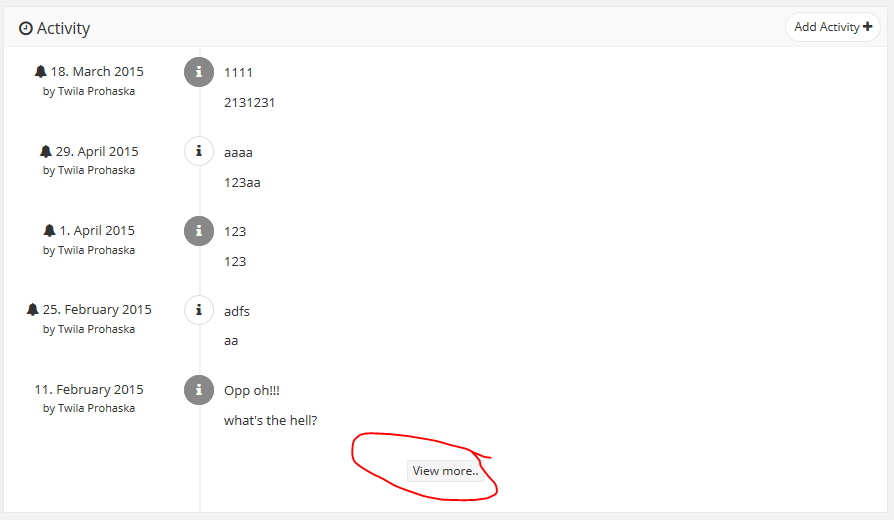 Activity
Add Activity
18. March 2015
by Twila Prohaska
1111
2131231
29. April 2015
by Twila Prohaska
aaaa
123aa
1. April 2015
by Twila Prohaska
123
123
25. February 2015
by Twila Prohaska
adfs
aa
11. February 2015
by Twila Prohaska
Opp oh!!!
what's the hell?
View more..